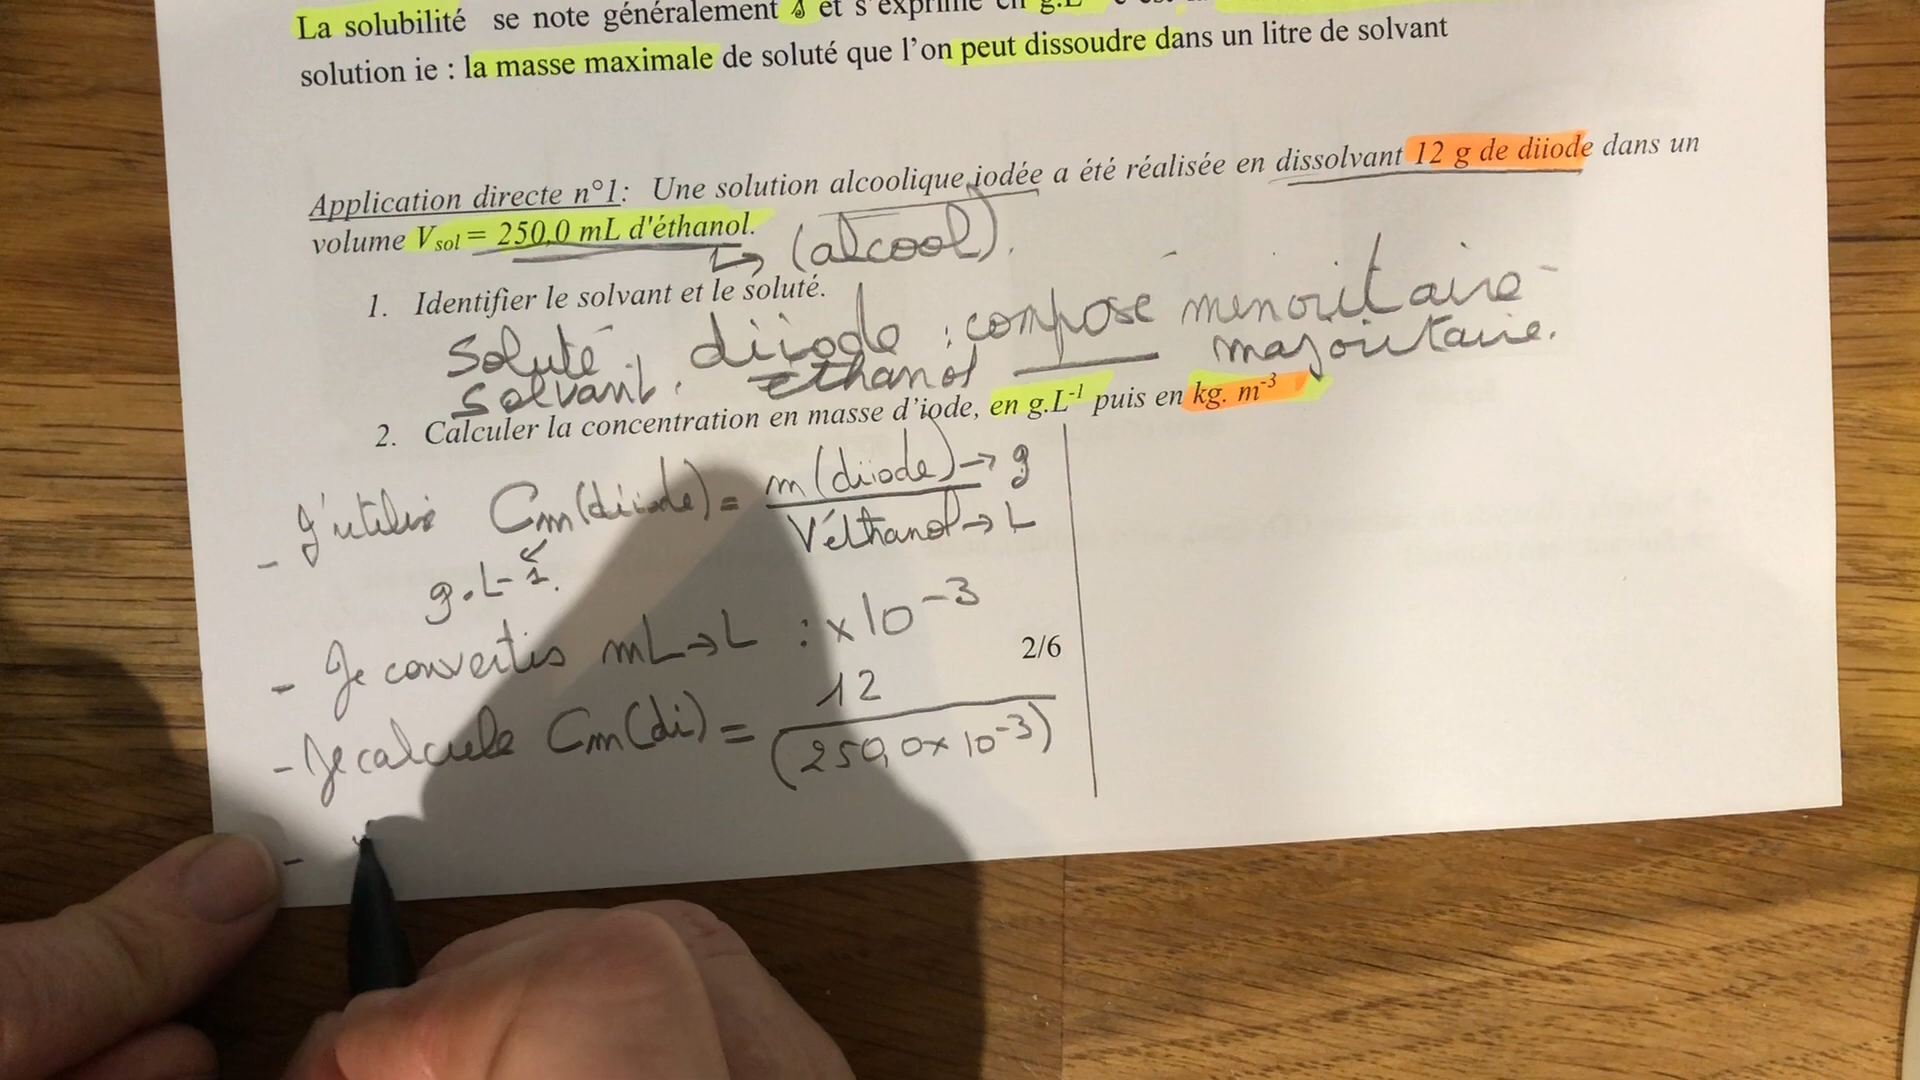 La solubilité se note généralement s et s'exprime en g.L
solution ie : la masse maximale de soluté que l'on peut dissoudre dans un litre de solvant
Application directe n°1: Une solution alcoolique iodée a été réalisée en dissolvant 12 g de diiode dans un
volume Vsol = 250,0 mL d'éthanol.
↳ (alcool).
1. Identifier le solvant et le soluté.
soluté : diiode : composé minoritaire
solvant : éthanol ___ majoritaire.
2. Calculer la concentration en masse d'iode, en g.L-1 puis en kg. m-3
- J'utilise Cm(diiode) = m(diiode) → g
Véthanol → L
g.L-1.
- Je convertis mL → L : x10-3
- Je calcule Cm(di) = 12
(250,0x10-3)
2/6
-